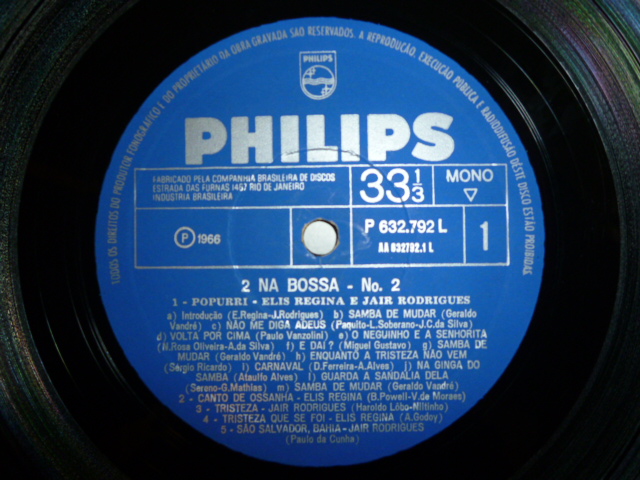 TODOS OS DIREITOS DO PRODUTOR FONOGRÁFICO E DO PROPRIETÁRIO DA OBRA GRAVADA SÃO RESERVADOS. A REPRODUÇÃO, EXECUÇÃO PÚBLICA E RADIODIFUSÃO DÊSTE DISCO ESTÃO PROIBIDAS
PHILIPS
PHILIPS
FABRICADO PELA COMPANHIA BRASILEIRA DE DISCOS
ESTRADA DAS FURNAS 1457 RIO DE JANEIRO
INDUSTRIA BRASILEIRA
33 1/3
MONO
P 1966
P 632.792 L
AA 632792.1 L
1
2 NA BOSSA - No. 2
1 - POPURRI - ELIS REGINA E JAIR RODRIGUES
a) Introdução (E.Regina-J.Rodrigues) b) SAMBA DE MUDAR (Geraldo
Vandré) c) NÃO ME DIGA ADEUS (Paquito-L.Soberano-J.C.da Silva)
d) VOLTA POR CIMA (Paulo Vanzolini) e) O NEGUINHO E A SENHORITA
(N.Rosa Oliveira-A.da Silva) f) E DAI? (Miguel Gustavo) g) SAMBA DE
MUDAR (Geraldo Vandré) h) ENQUANTO A TRISTEZA NÃO VEM
(Sérgio Ricardo) i) CARNAVAL (D.Ferreira-A.Alves) j) NA GINGA DO
SAMBA (Ataulfo Alves) l) GUARDA A SANDALIA DELA
(Sereno-G.Mathias) m) SAMBA DE MUDAR (Geraldo Vandré)
2 - CANTO DE OSSANHA - ELIS REGINA (B.Powell-V.de Moraes)
3 - TRISTEZA - JAIR RODRIGUES (Haroldo Lôbo-Niltinho)
4 - TRISTEZA QUE SE FOI - ELIS REGINA (A.Godoy)
5 - SÃO SALVADOR, BAHIA - JAIR RODRIGUES
(Paulo da Cunha)